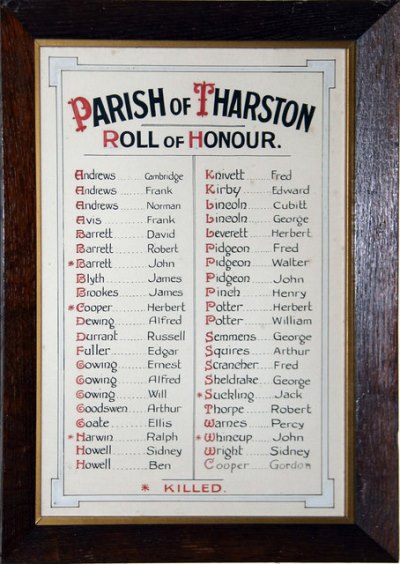 PARISH OF THARSTON
ROLL OF HONOUR.
Andrews ...... Cambridge
Andrews ...... Frank
Andrews ...... Norman
Avis ...... Frank
Barrett ...... David
Barrett ...... Robert
* Barrett ...... John
Blyth ...... James
Brookes ...... James
* Cooper ...... Herbert
Dewing ...... Alfred
Durrant ...... Russell
Fuller ...... Edgar
Gowing ...... Ernest
Gowing ...... Alfred
Gowing ...... Will
Goodswen ...... Arthur
Goate ...... Ellis
* Harwin ...... Ralph
Howell ...... Sidney
Howell ...... Ben
Knivett ...... Fred
Kirby ...... Edward
Lincoln ...... Cubitt
Lincoln ...... George
Leverett ...... Herbert
Pidgeon ...... Fred
Pidgeon ...... Walter
Pidgeon ...... John
Pinch ...... Henry
Potter ...... Herbert
Potter ...... William
Semmens ...... George
Squires ...... Arthur
Scrancher ...... Fred
Sheldrake ...... George
* Suckling ...... Jack
Thorpe ...... Robert
Warnes ...... Percy
* Whincup ...... John
Wright ...... Sidney
Cooper ...... Gordon
* KILLED.